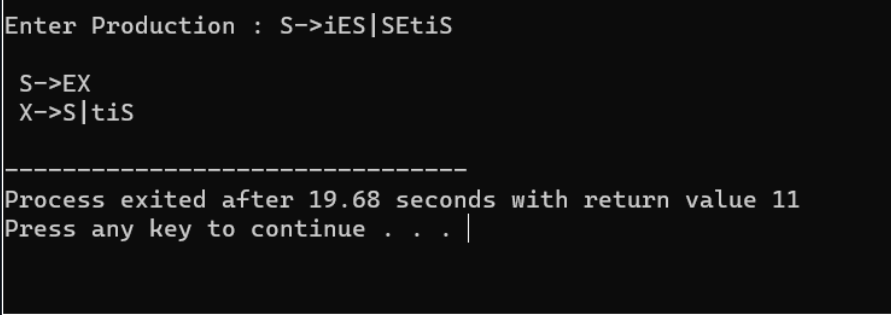 Enter Production : S->iES|SEtiS
S->EX
X->S|tiS
--------------------------------
Process exited after 19.68 seconds with return value 11
Press any key to continue . . .